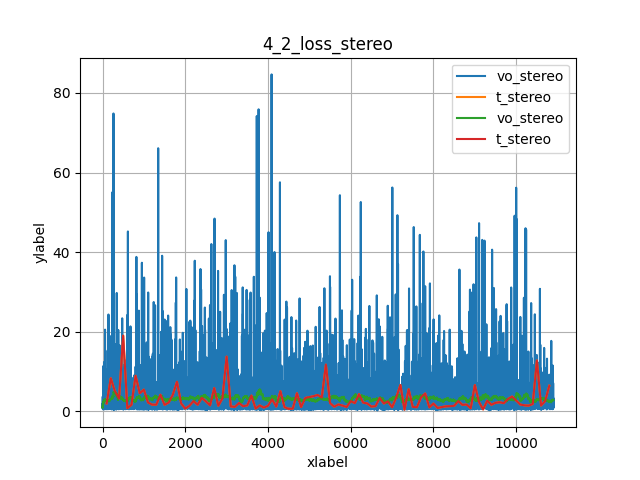 4_2_loss_stereo
vo_stereo
t_stereo
vo_stereo
t_stereo
ylabel
80
60
40
20
0
0 2000 4000 6000 8000 10000
xlabel